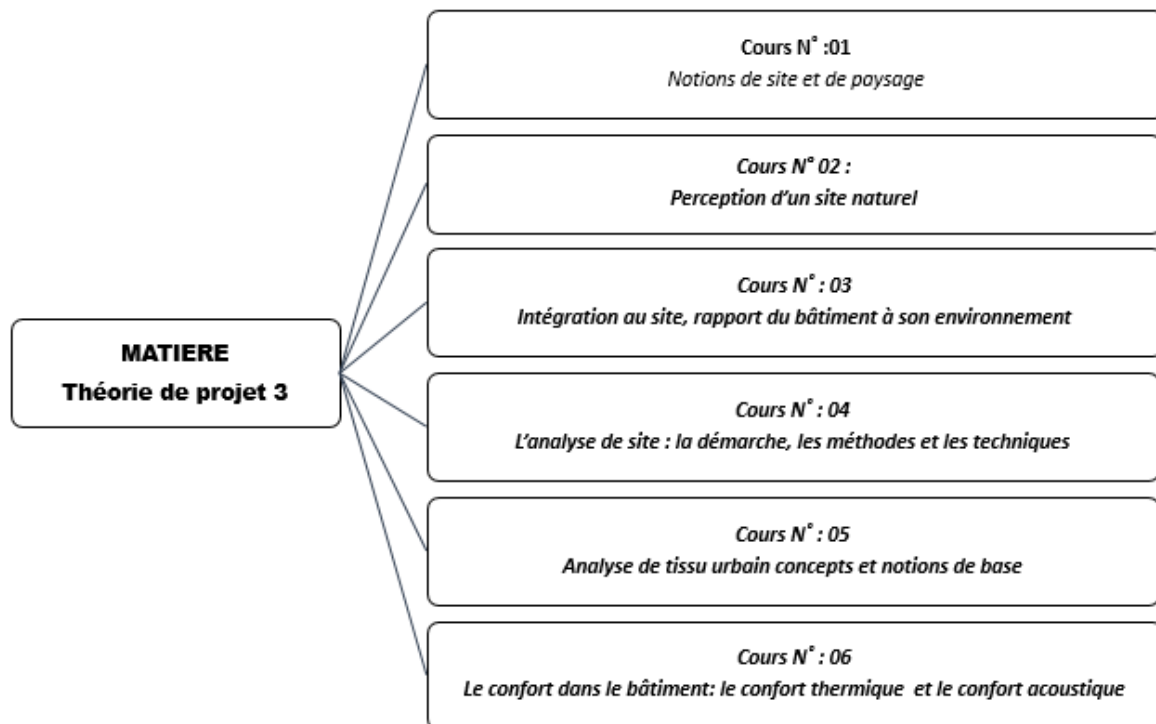 Cours N° :01
Notions de site et de paysage
Cours N° 02 :
Perception d'un site naturel
Cours N° : 03
Intégration au site, rapport du bâtiment à son environnement
MATIERE
Théorie de projet 3
Cours N° : 04
L'analyse de site : la démarche, les méthodes et les techniques
Cours N° : 05
Analyse de tissu urbain concepts et notions de base
Cours N° : 06
Le confort dans le bâtiment: le confort thermique et le confort acoustique